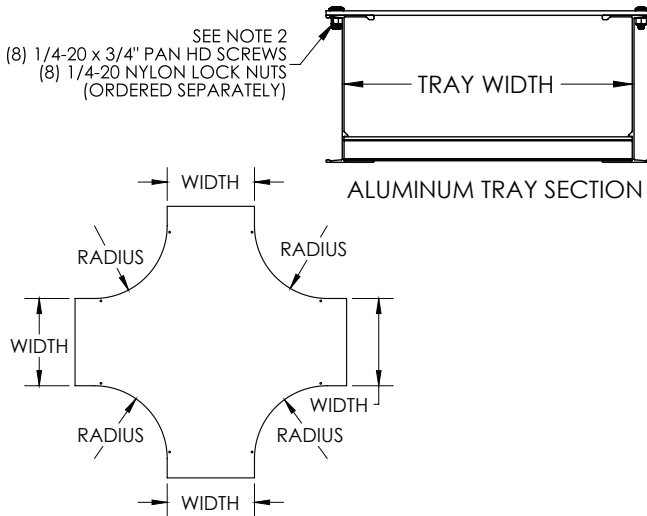 SEE NOTE 2
(8) 1/4-20 x 3/4" PAN HD SCREWS
(8) 1/4-20 NYLON LOCK NUTS
(ORDERED SEPARATELY)
TRAY WIDTH
ALUMINUM TRAY SECTION
WIDTH
RADIUS
RADIUS
WIDTH
WIDTH
RADIUS
RADIUS
WIDTH